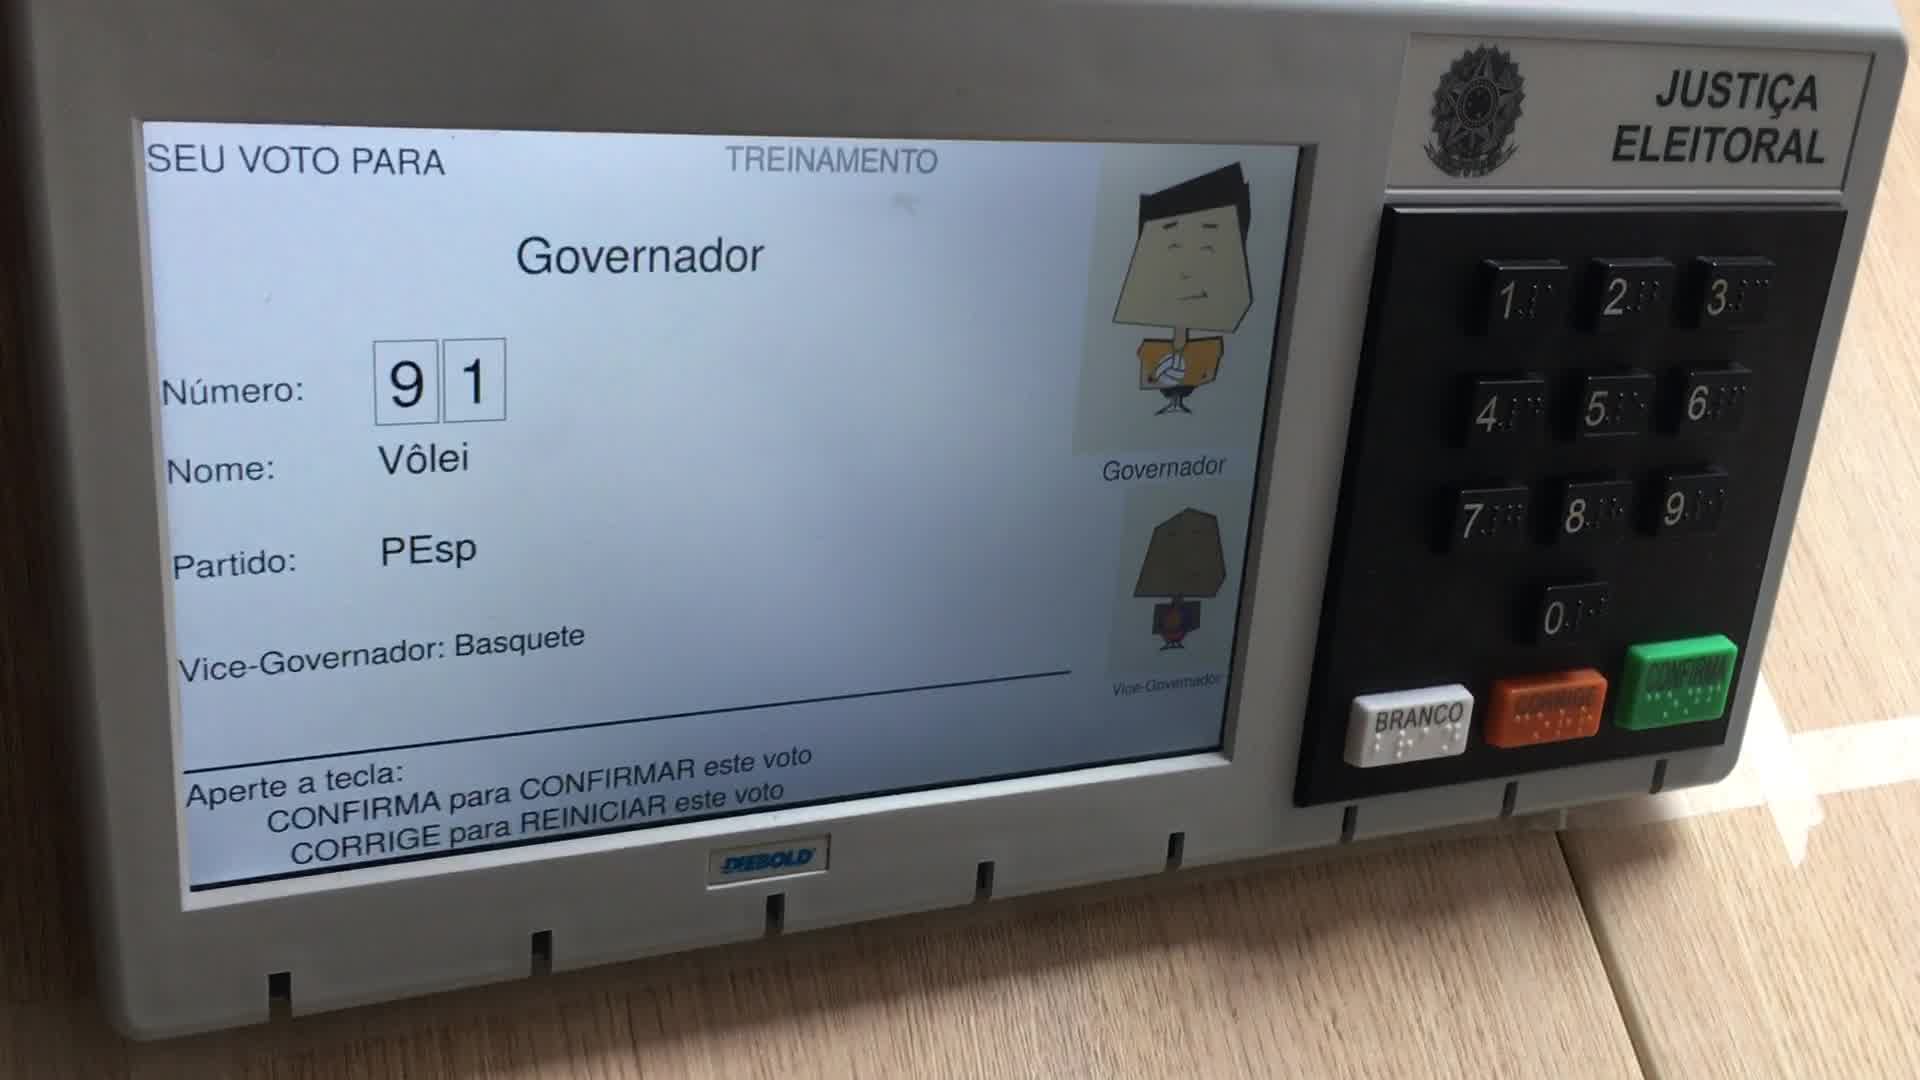 SEU VOTO PARA
TREINAMENTO
Governador
Número: 9 1
Nome: Vôlei
Partido: PEsp
Vice-Governador: Basquete
Governador
Vice-Governador
Aperte a tecla:
CONFIRMA para CONFIRMAR este voto
CORRIGE para REINICIAR este voto
DIEBOLD
JUSTIÇA
ELEITORAL
1 2 3
4 5 6
7 8 9
0
BRANCO CORRIGE CONFIRMA